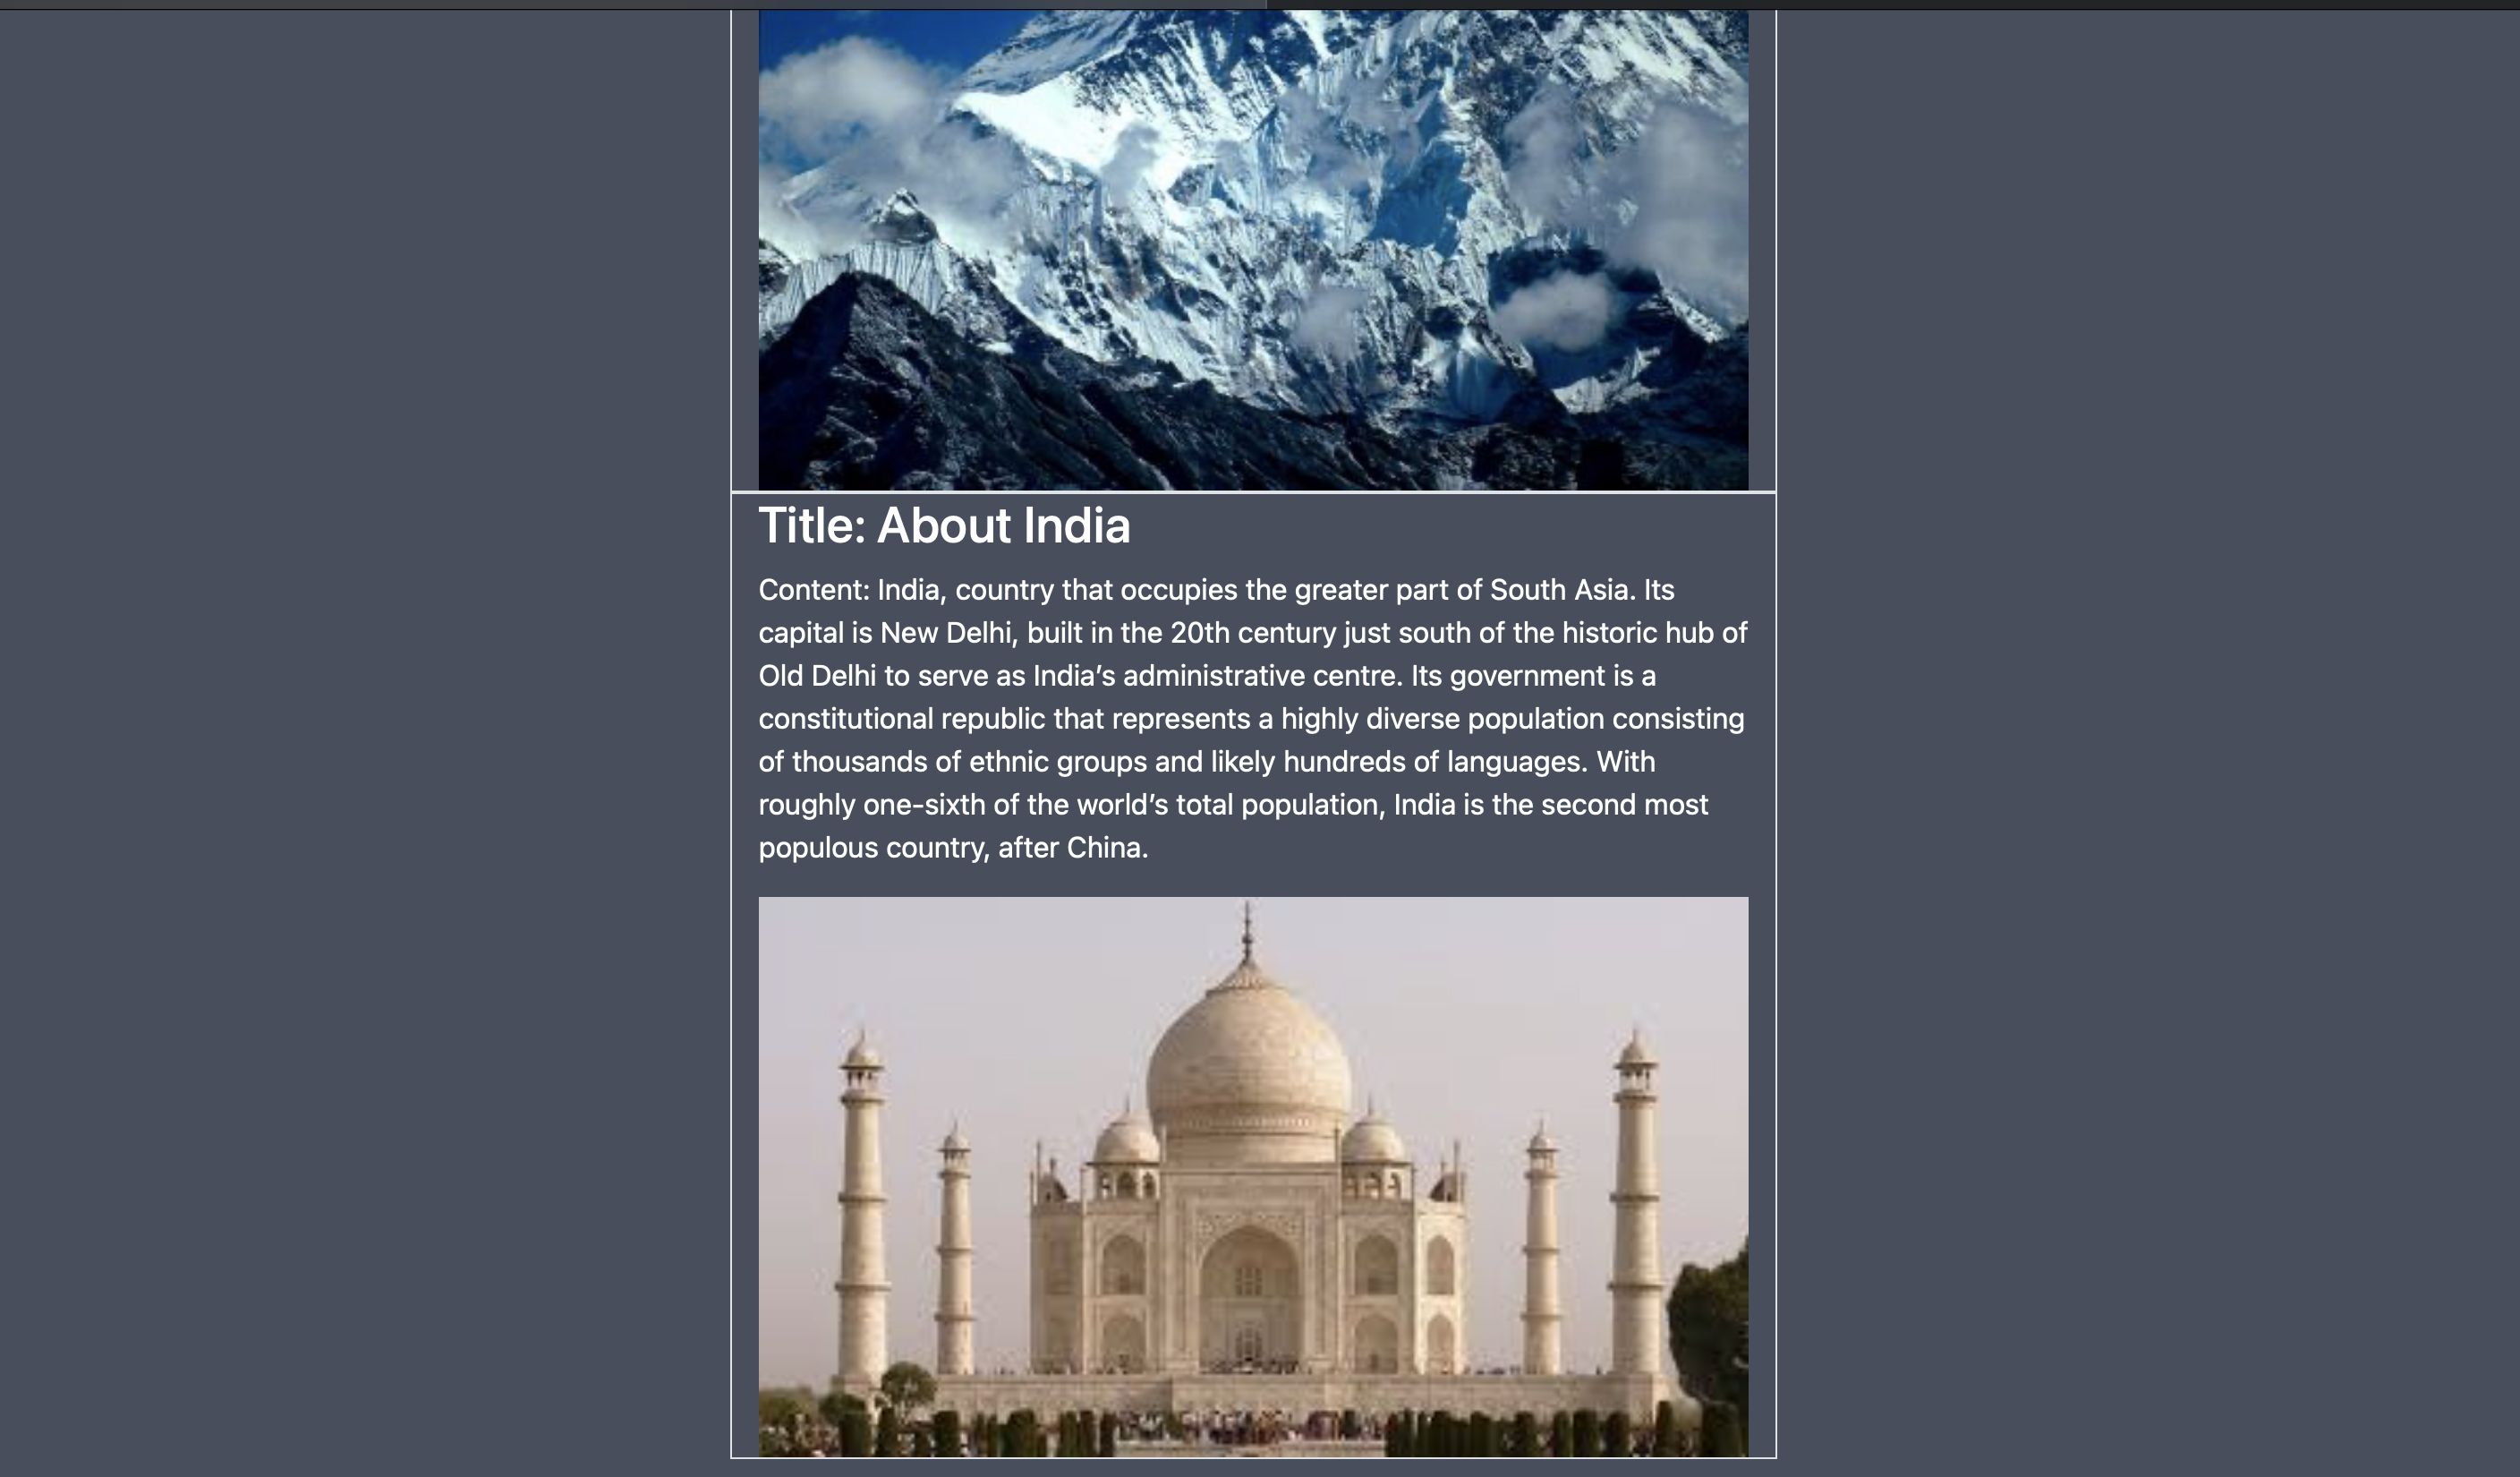 Title: About India
Content: India, country that occupies the greater part of South Asia. Its
capital is New Delhi, built in the 20th century just south of the historic hub of
Old Delhi to serve as India’s administrative centre. Its government is a
constitutional republic that represents a highly diverse population consisting
of thousands of ethnic groups and likely hundreds of languages. With
roughly one-sixth of the world’s total population, India is the second most
populous country, after China.